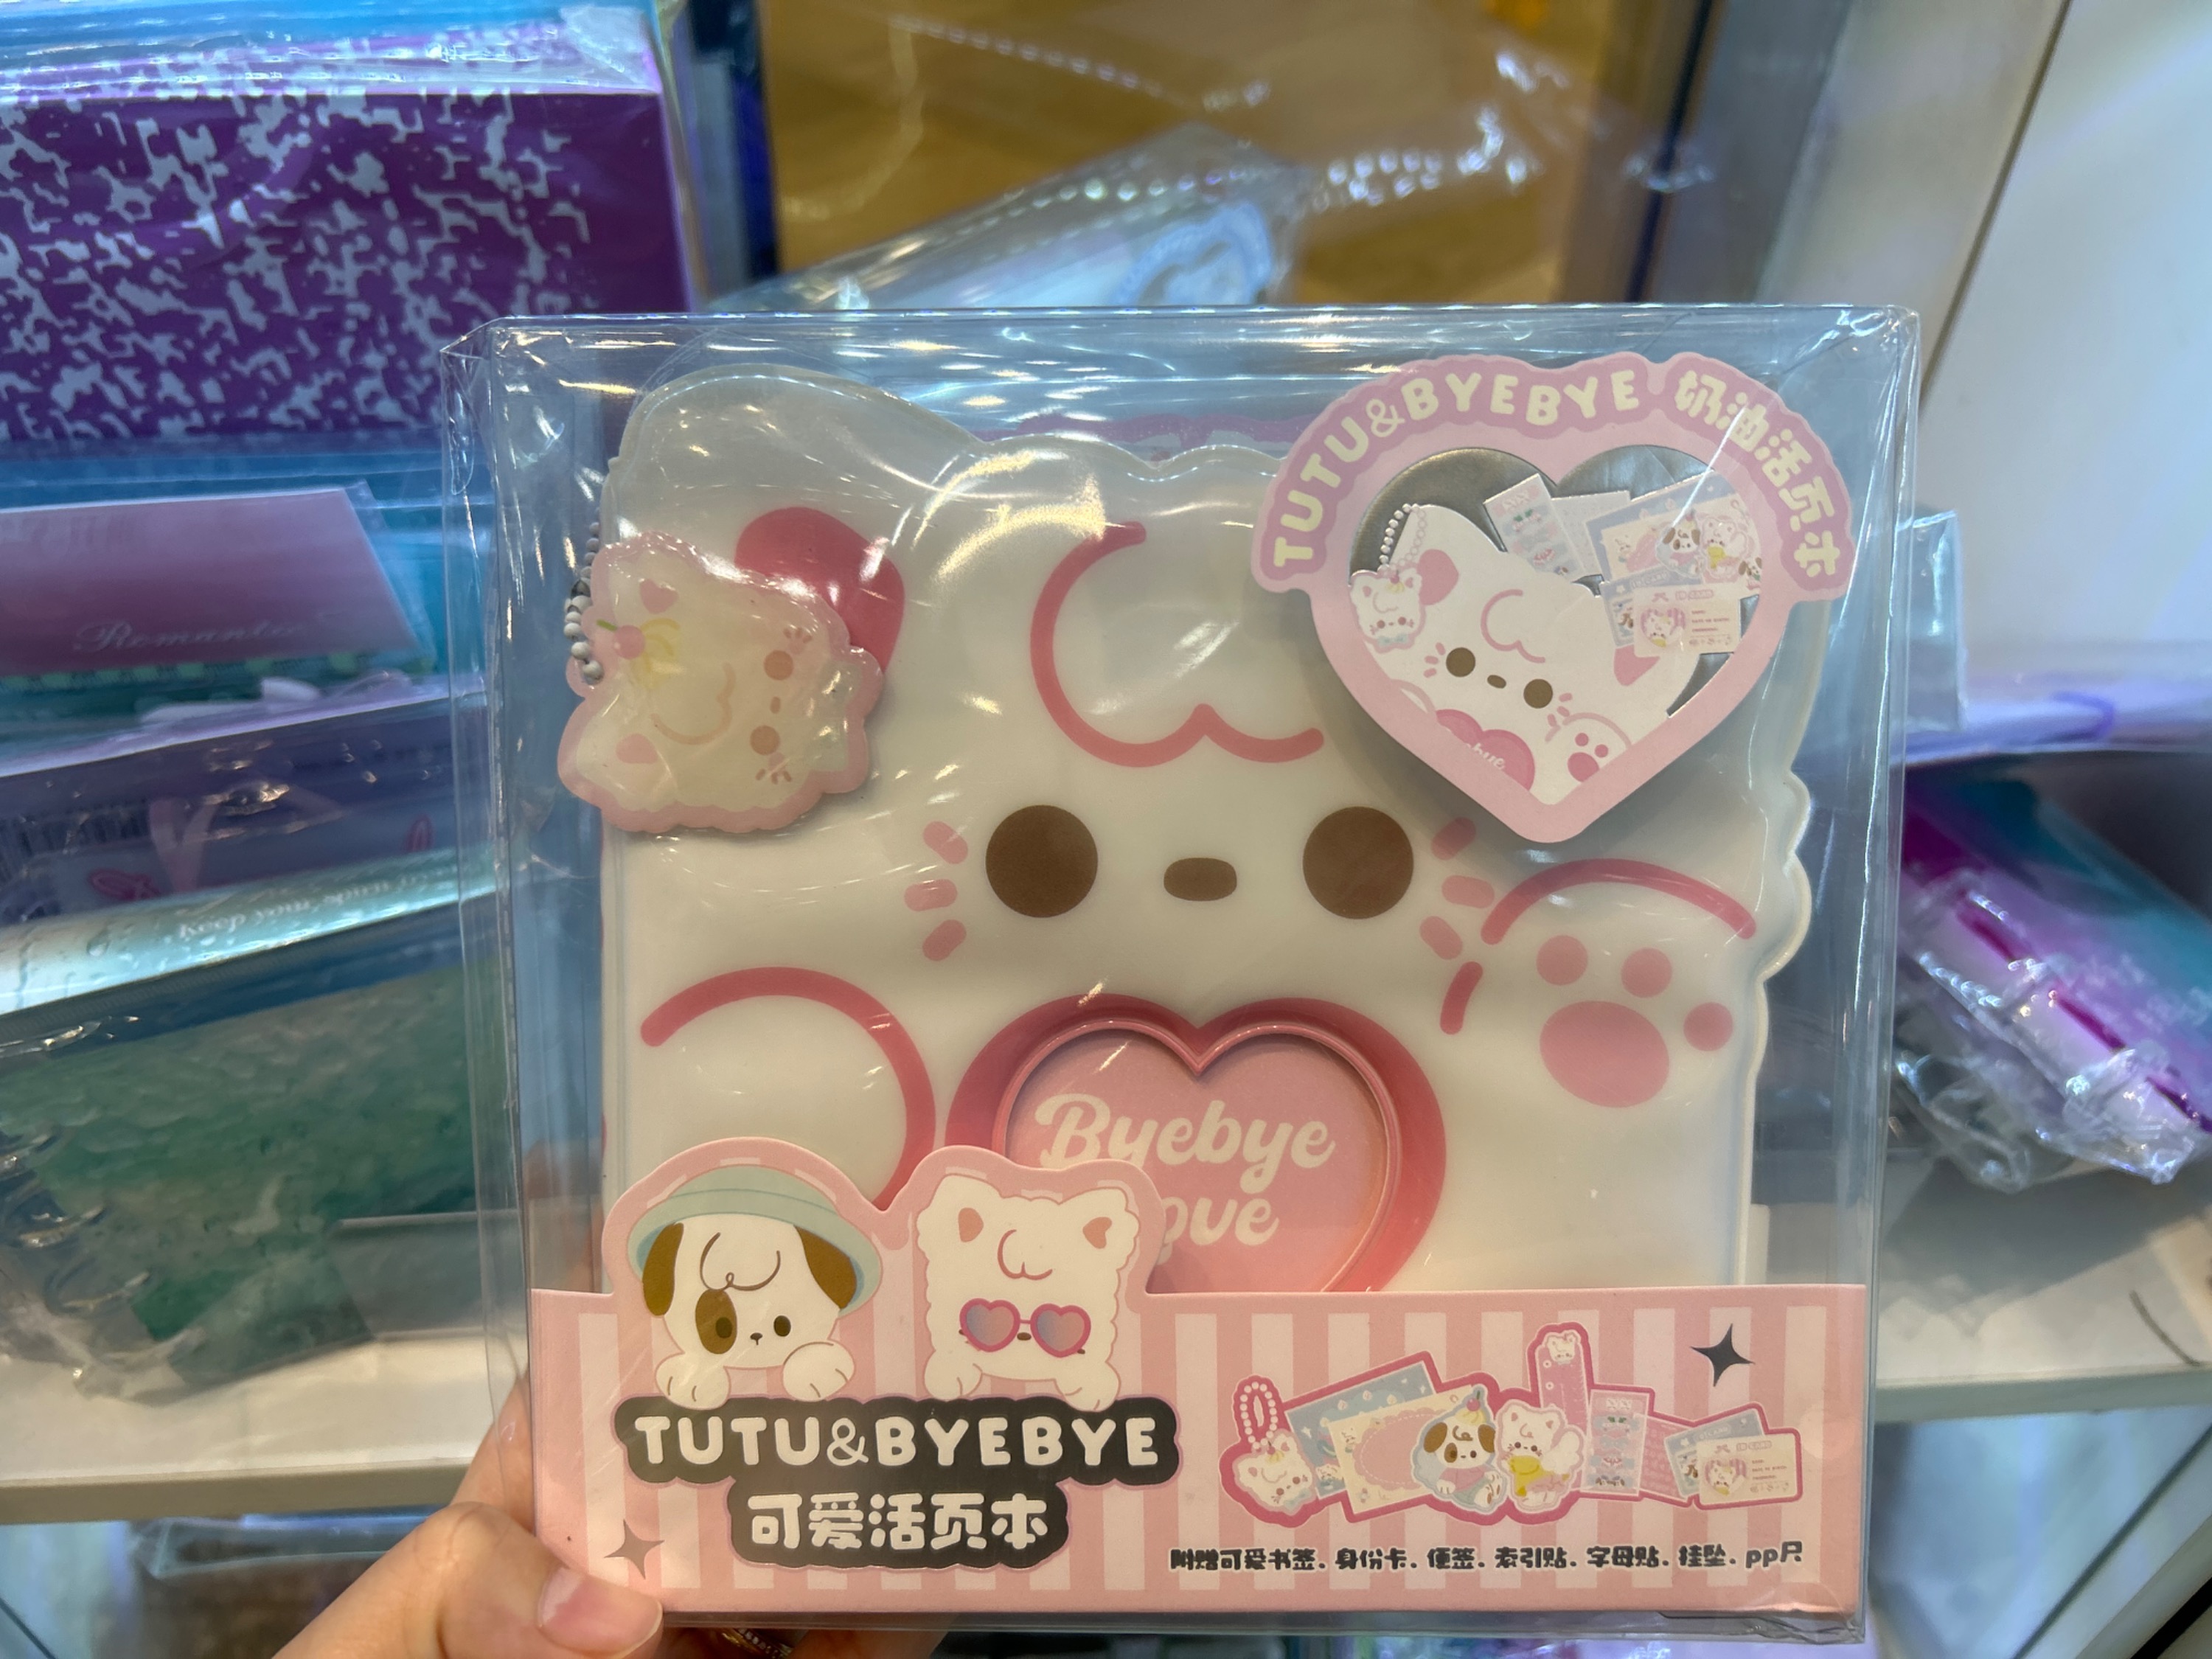 TUTU&BYEBYE 奶油活页本
Romantic
Byebye
TUTU&BYEBYE
可爱活页本
附赠可爱书签、身份卡、便签、索引贴、字母贴、挂坠、pp尺